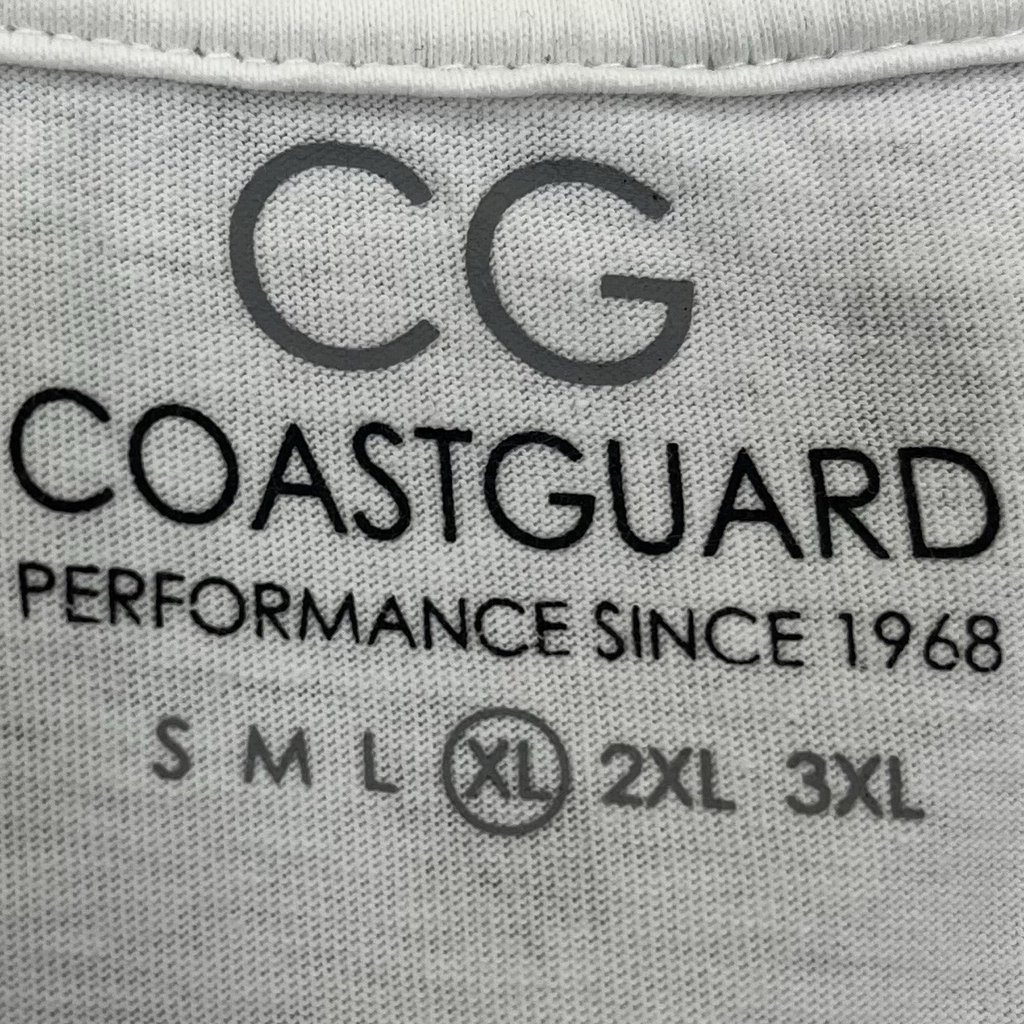 CG
COASTGUARD
PERFORMANCE SINCE 1968
S M L XL 2XL 3XL